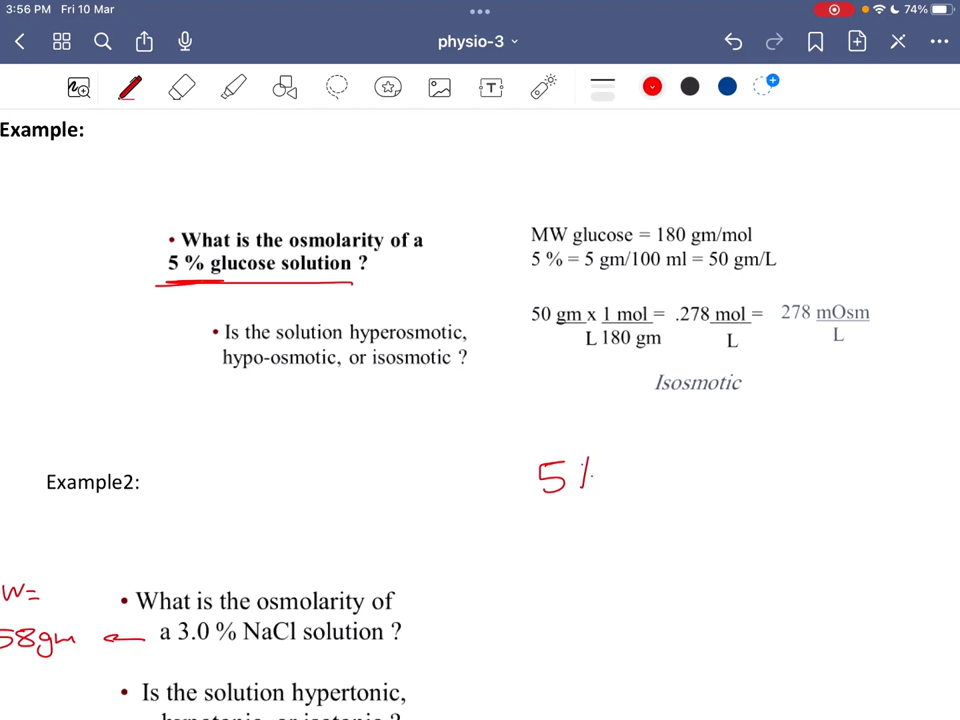 3:56 PM Fri 10 Mar
74%
physio-3
T
Example:
• What is the osmolarity of a
5 % glucose solution ?
• Is the solution hyperosmotic,
hypo-osmotic, or isosmotic ?
MW glucose = 180 gm/mol
5 % = 5 gm/100 ml = 50 gm/L
50 gm x 1 mol = .278 mol = 278 mOsm
L 180 gm L L
Isosmotic
5 %
Example2:
W=
58gm
• What is the osmolarity of
a 3.0 % NaCl solution ?
• Is the solution hypertonic,
hypotonic, or isotonic ?